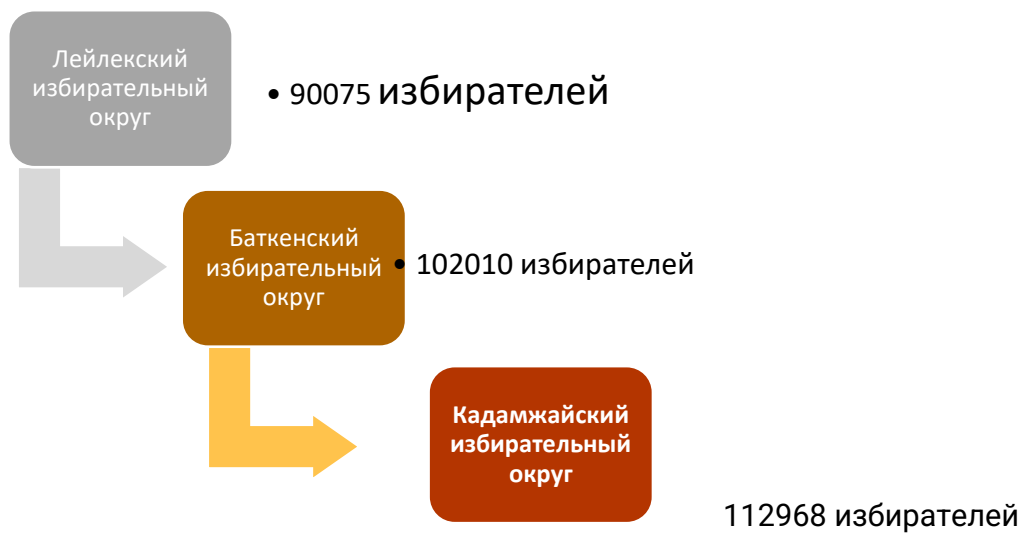 Лейлекский
избирательный
округ
• 90075 избирателей
Баткенский
избирательный
округ
• 102010 избирателей
Кадамжайский
избирательный
округ
112968 избирателей